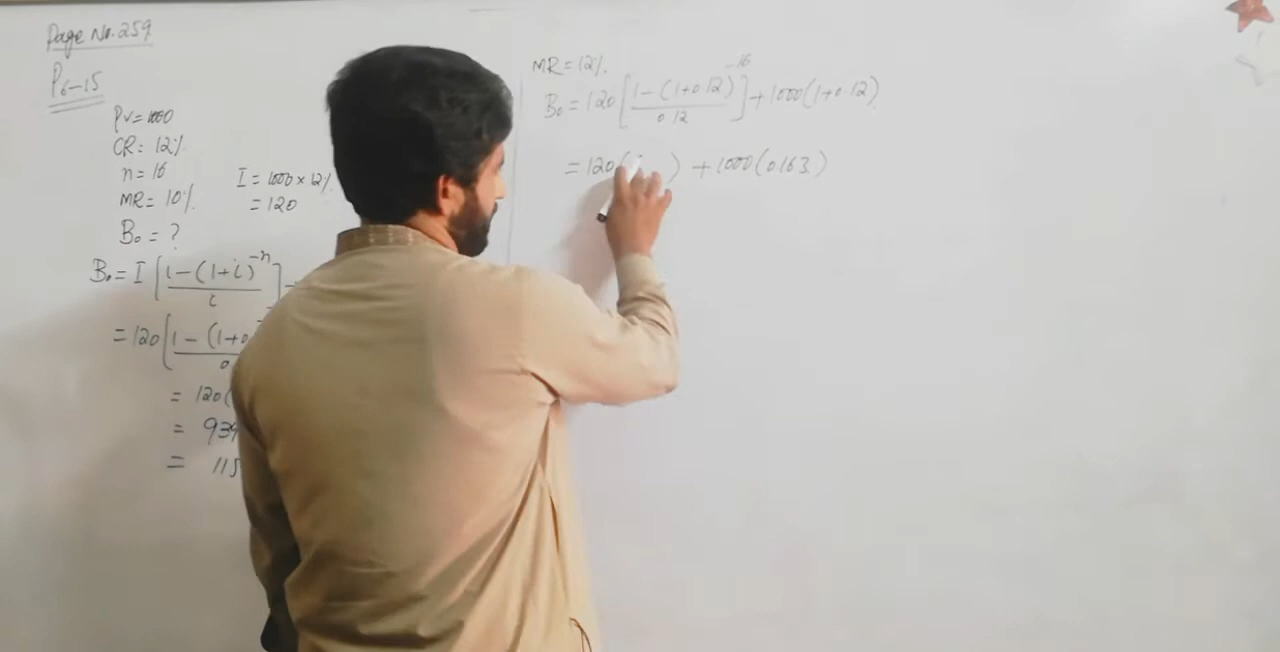 Page No. 259
P6-15
PV = 1000
CR = 12%
n = 16
MR = 10%
B₀ = ?
I = 1000 × 12%
= 120
B₀ = I [1-(1+i)^-n / i]
= 120 [1 - (1+0
= 120(
= 939
= 115
MR = 12%
B₀ = 120 [1-(1+0.12)^-16 / 0.12] + 1000(1+0.12)
= 120( ) + 1000(0.163)